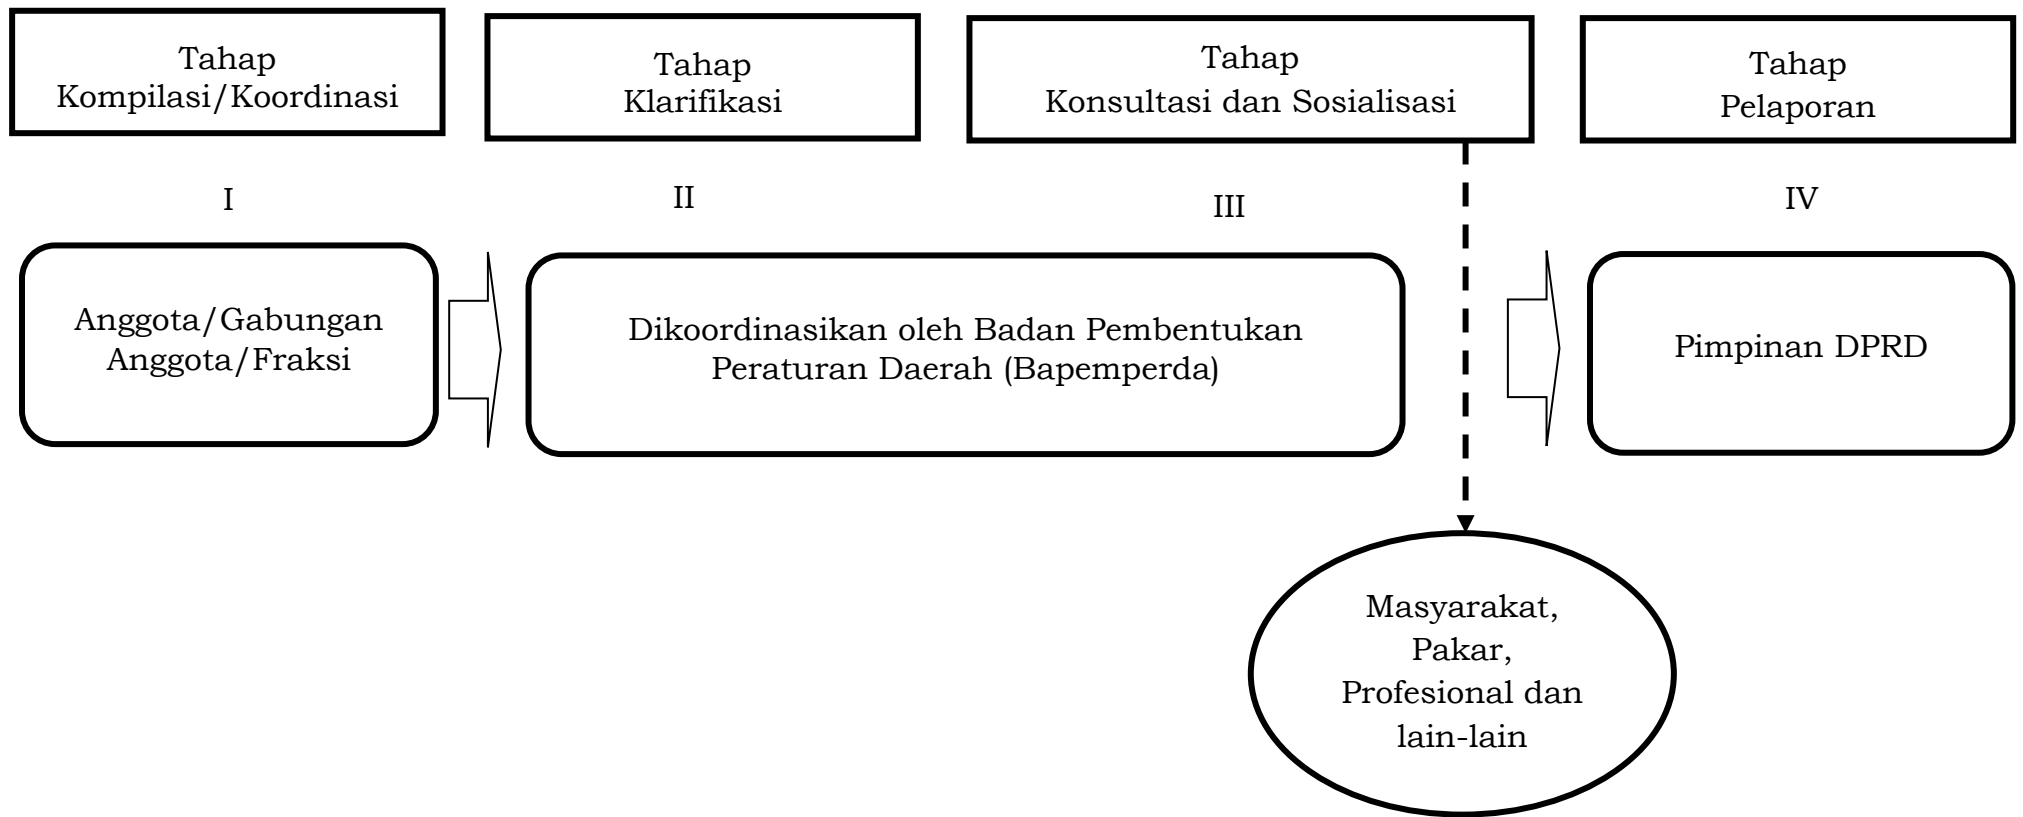 Tahap
Kompilasi/Koordinasi
Tahap
Klarifikasi
Tahap
Konsultasi dan Sosialisasi
Tahap
Pelaporan
I
II
III
IV
Anggota/Gabungan
Anggota/Fraksi
Dikoordinasikan oleh Badan Pembentukan
Peraturan Daerah (Bapemperda)
Pimpinan DPRD
Masyarakat,
Pakar,
Profesional dan
lain-lain